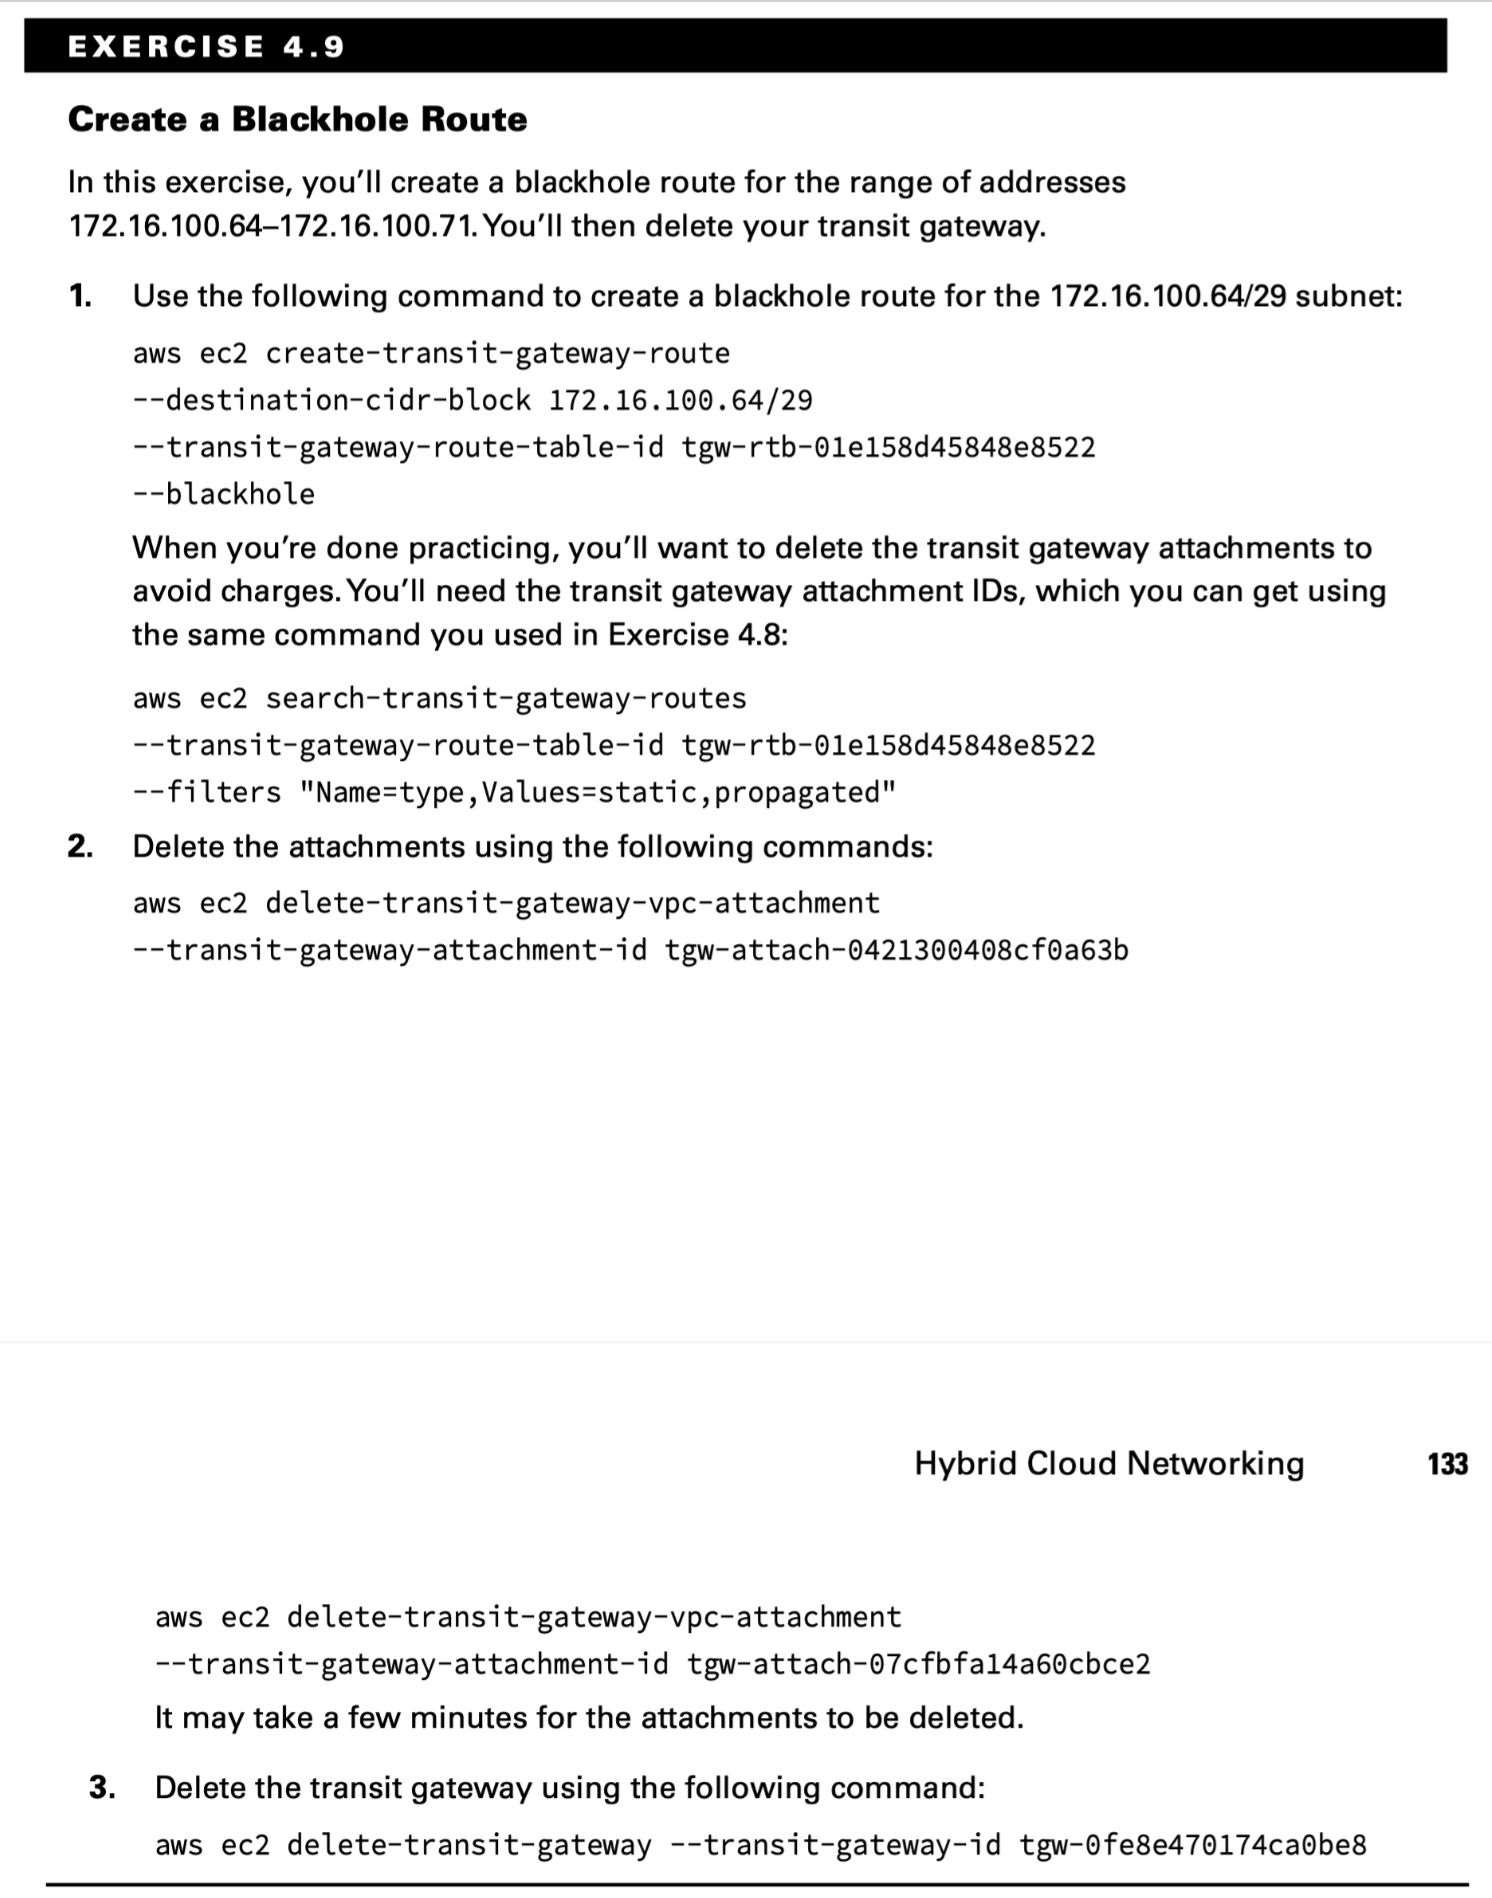 EXERCISE 4.9
Create a Blackhole Route
In this exercise, you'll create a blackhole route for the range of addresses
172.16.100.64–172.16.100.71. You'll then delete your transit gateway.
1. Use the following command to create a blackhole route for the 172.16.100.64/29 subnet:
aws ec2 create-transit-gateway-route
--destination-cidr-block 172.16.100.64/29
--transit-gateway-route-table-id tgw-rtb-01e158d45848e8522
--blackhole
When you're done practicing, you'll want to delete the transit gateway attachments to
avoid charges. You'll need the transit gateway attachment IDs, which you can get using
the same command you used in Exercise 4.8:
aws ec2 search-transit-gateway-routes
--transit-gateway-route-table-id tgw-rtb-01e158d45848e8522
--filters "Name=type,Values=static,propagated"
2. Delete the attachments using the following commands:
aws ec2 delete-transit-gateway-vpc-attachment
--transit-gateway-attachment-id tgw-attach-0421300408cf0a63b
Hybrid Cloud Networking 133
aws ec2 delete-transit-gateway-vpc-attachment
--transit-gateway-attachment-id tgw-attach-07cfbfa14a60cbce2
It may take a few minutes for the attachments to be deleted.
3. Delete the transit gateway using the following command:
aws ec2 delete-transit-gateway --transit-gateway-id tgw-0fe8e470174ca0be8